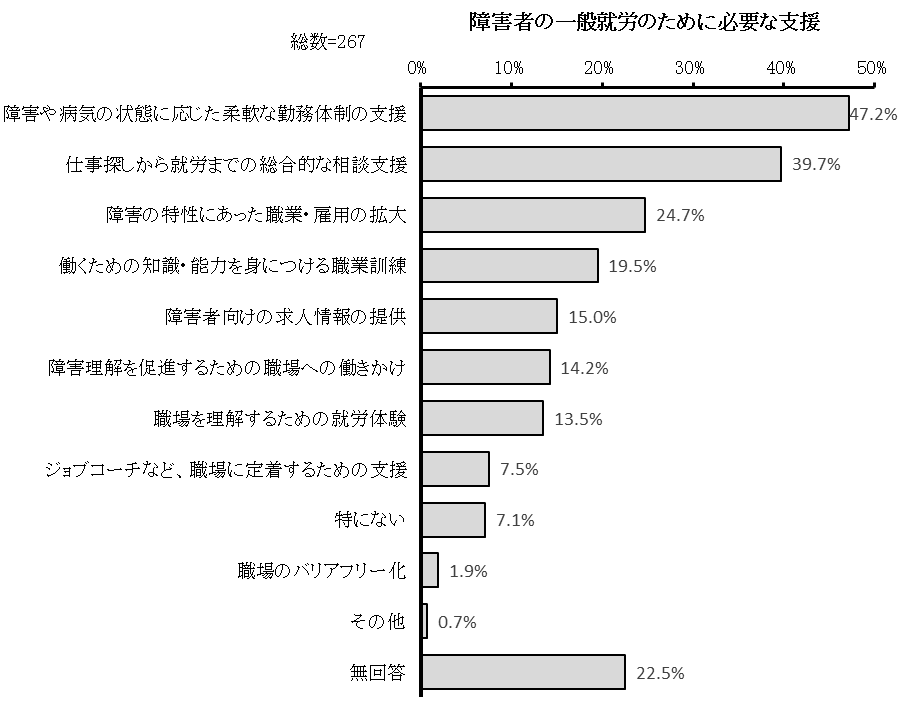 障害者の一般就労のために必要な支援
総数=267
0% 10% 20% 30% 40% 50%
障害や病気の状態に応じた柔軟な勤務体制の支援 47.2%
仕事探しから就労までの総合的な相談支援 39.7%
障害の特性にあった職業・雇用の拡大 24.7%
働くための知識・能力を身につける職業訓練 19.5%
障害者向けの求人情報の提供 15.0%
障害理解を促進するための職場への働きかけ 14.2%
職場を理解するための就労体験 13.5%
ジョブコーチなど、職場に定着するための支援 7.5%
特にない 7.1%
職場のバリアフリー化 1.9%
その他 0.7%
無回答 22.5%